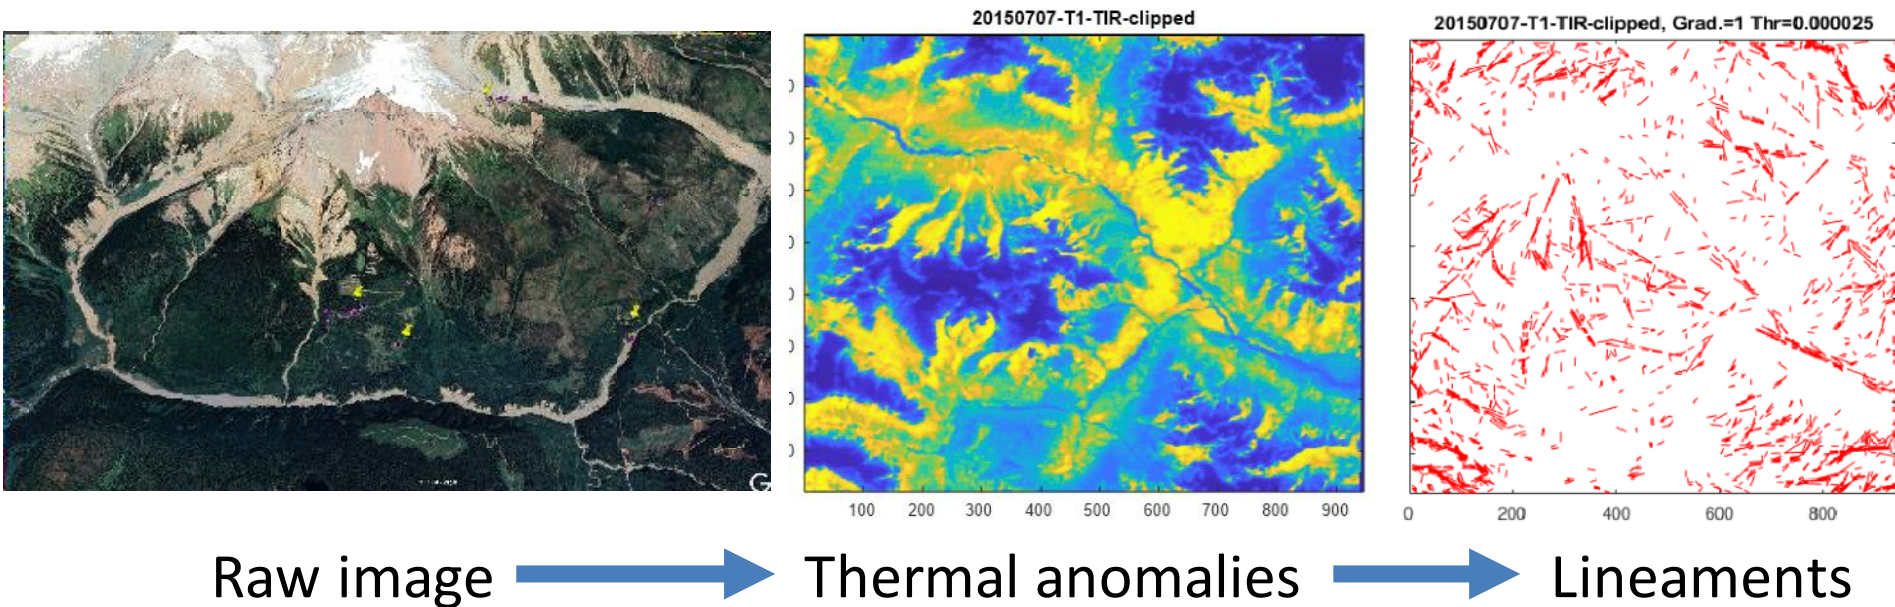 20150707-T1-TIR-clipped
20150707-T1-TIR-clipped, Grad.=1 Thr=0.000025
G
100 200 300 400 500 600 700 800 900
0 200 400 600 800
Raw image
Thermal anomalies
Lineaments